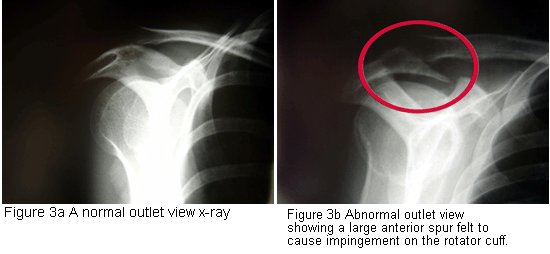 Figure 3a A normal outlet view x-ray
Figure 3b Abnormal outlet view
showing a large anterior spur felt to
cause impingement on the rotator cuff.